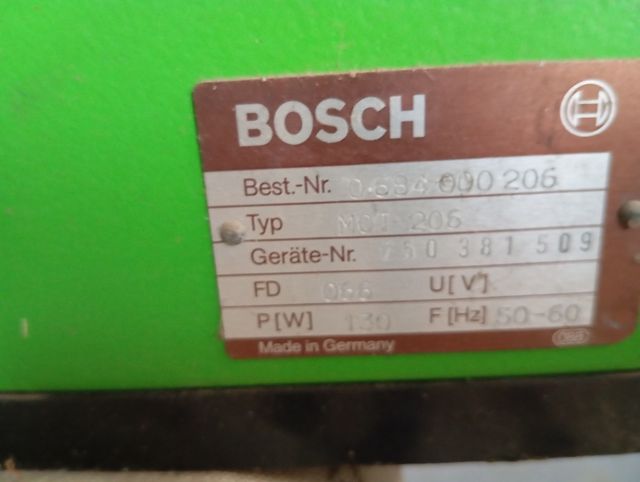 BOSCH
Best.-Nr. 0 684 000 206
Typ MOT 206
Geräte-Nr. 750 381 509
FD 066 U[V]
P[W] 130 F[Hz] 50-60
Made in Germany